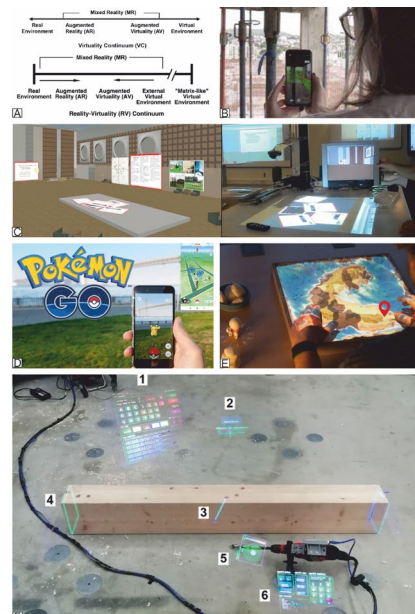 Mixed Reality (MR)
Real Environment
Augmented Reality (AR)
Augmented Virtuality (AV)
Virtual Environment
Virtuality Continuum (VC)
Mixed Reality (MR)
Real Environment
Augmented Reality (AR)
Augmented Virtuality (AV)
External Virtual Environment
"Matrix-like" Virtual Environment
Reality-Virtuality (RV) Continuum
A
B
C
POKÉMON
GO
D
E
1
2
3
4
5
6